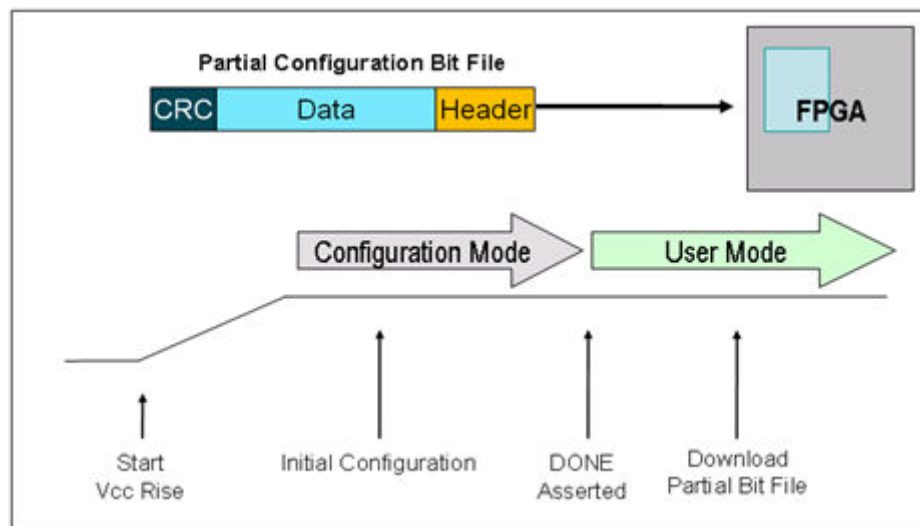 Partial Configuration Bit File
CRC
Data
Header
FPGA
Configuration Mode
User Mode
Start
Vcc Rise
Initial Configuration
DONE
Asserted
Download
Partial Bit File